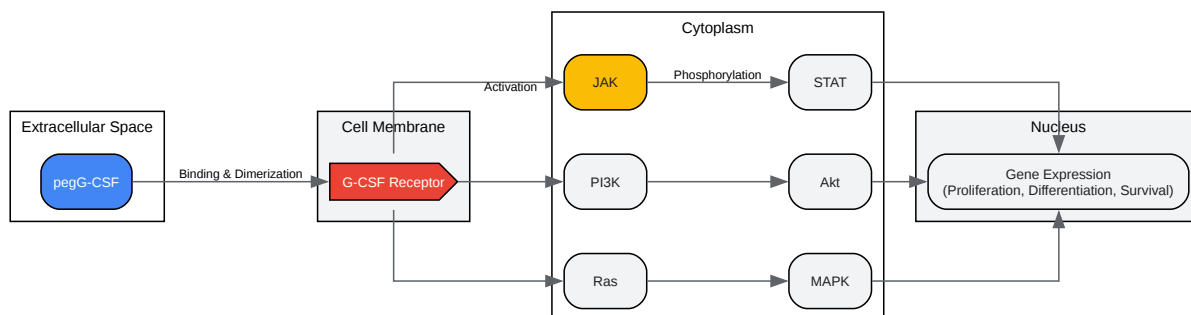 Cytoplasm
JAK
Phosphorylation
STAT
Activation
Extracellular Space
Cell Membrane
Nucleus
pegG-CSF
Binding & Dimerization
G-CSF Receptor
PI3K
Akt
Gene Expression
(Proliferation, Differentiation, Survival)
Ras
MAPK